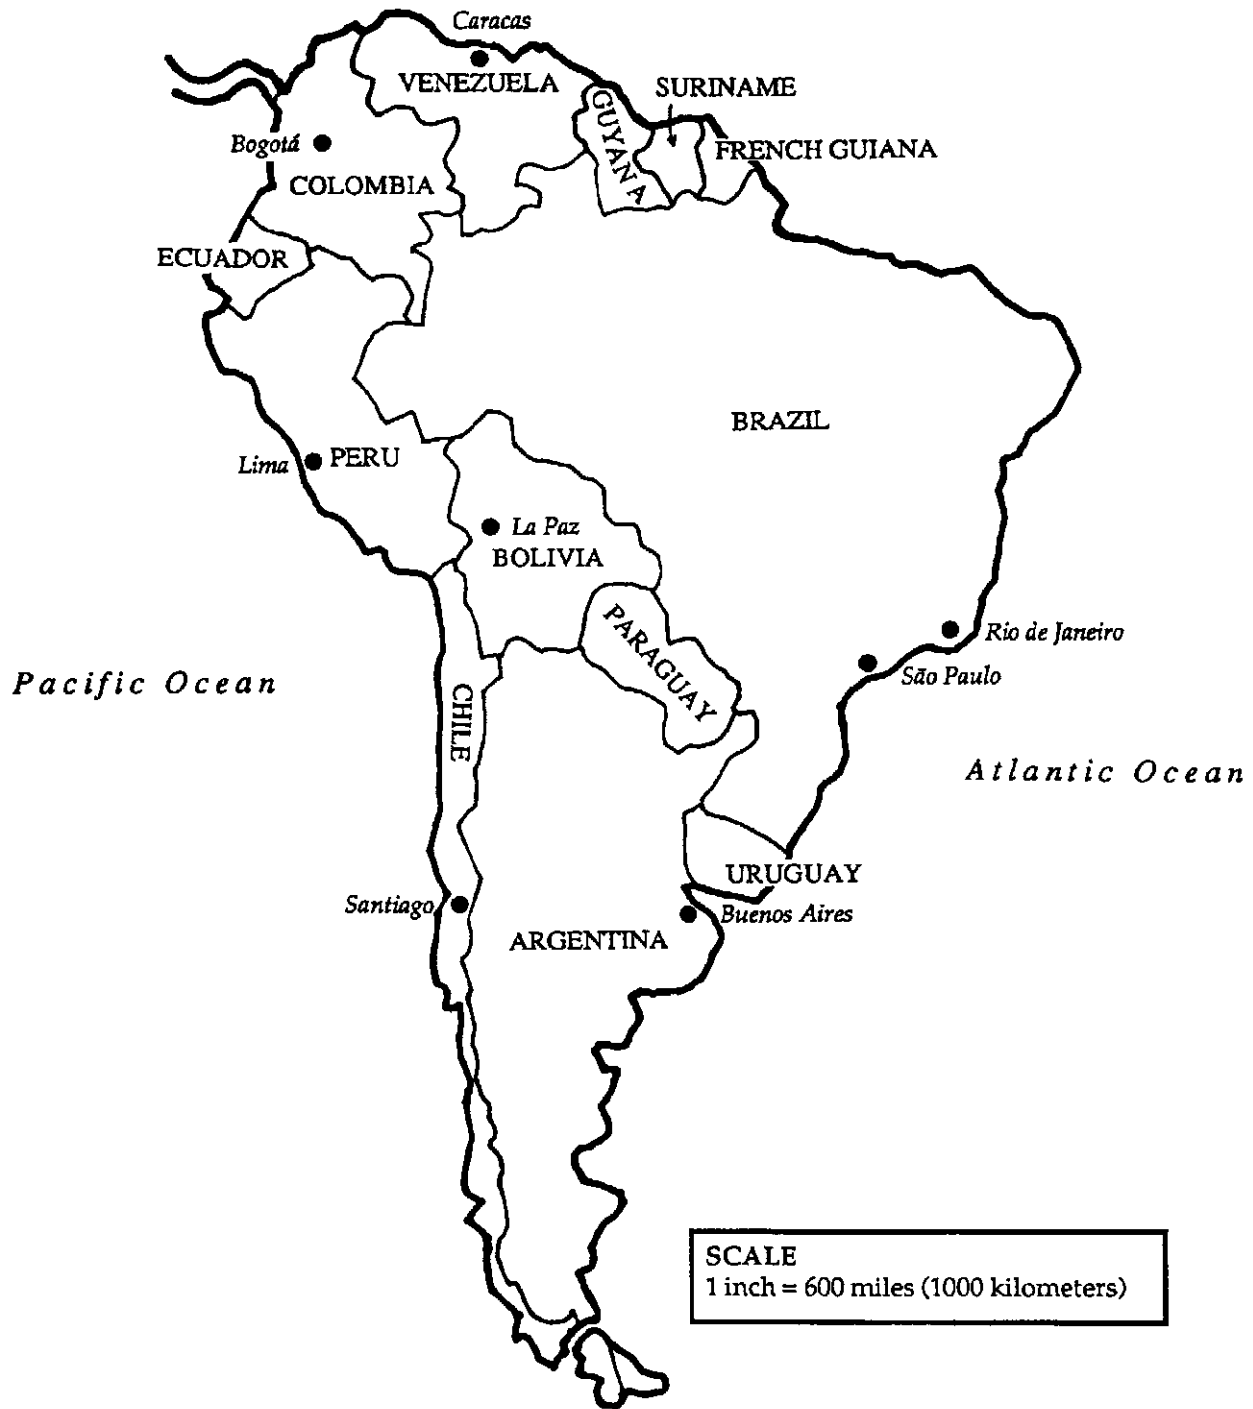 Caracas
VENEZUELA
SURINAME
GUYANA
Bogotá
FRENCH GUIANA
COLOMBIA
ECUADOR
BRAZIL
Lima
PERU
La Paz
BOLIVIA
PARAGUAY
Rio de Janeiro
São Paulo
Pacific Ocean
CHILE
Atlantic Ocean
URUGUAY
Santiago
Buenos Aires
ARGENTINA
SCALE
1 inch = 600 miles (1000 kilometers)